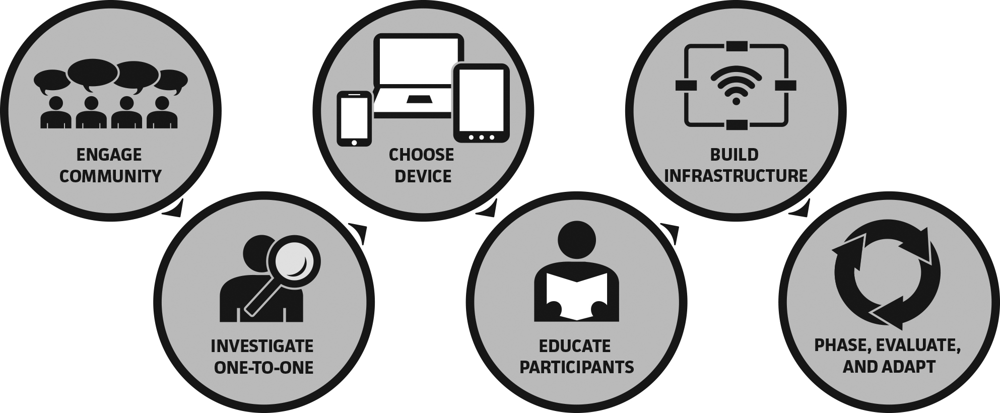 ENGAGE
COMMUNITY
INVESTIGATE
ONE-TO-ONE
CHOOSE
DEVICE
EDUCATE
PARTICIPANTS
BUILD
INFRASTRUCTURE
PHASE, EVALUATE,
AND ADAPT